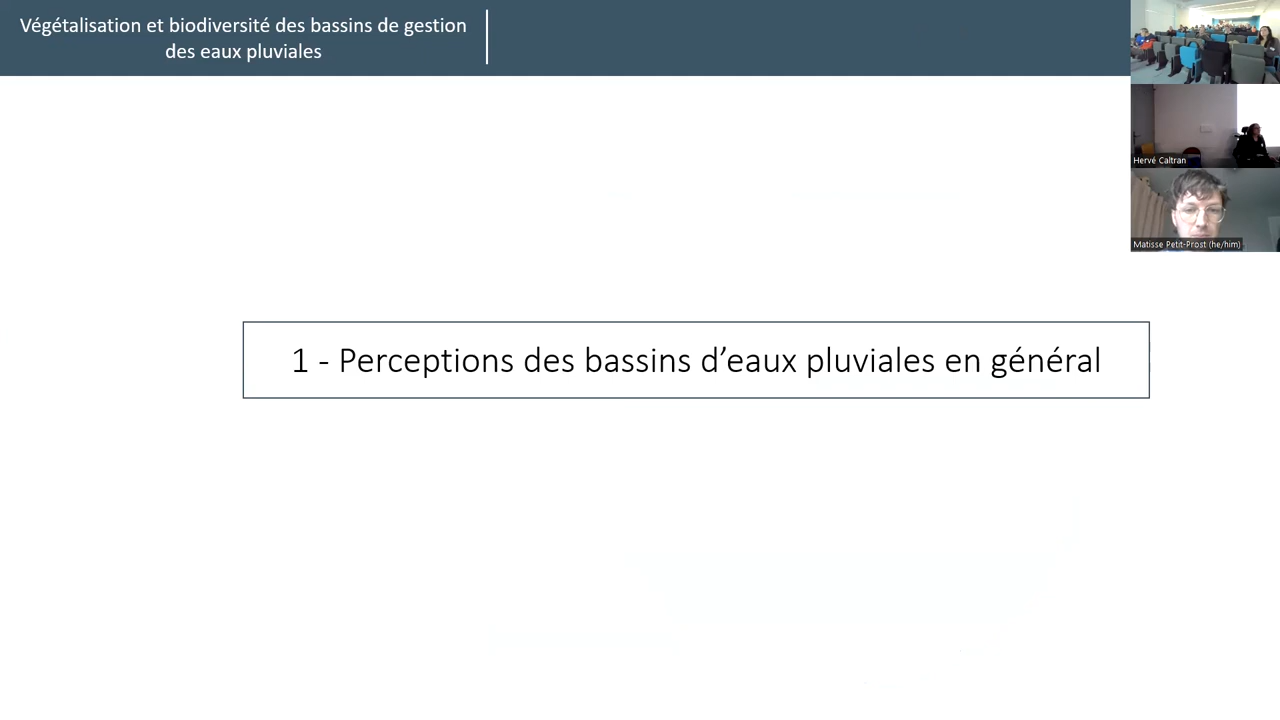 Végétalisation et biodiversité des bassins de gestion
des eaux pluviales
Hervé Caltran
Matisse Petit-Prost (he/him)
1 - Perceptions des bassins d’eaux pluviales en général